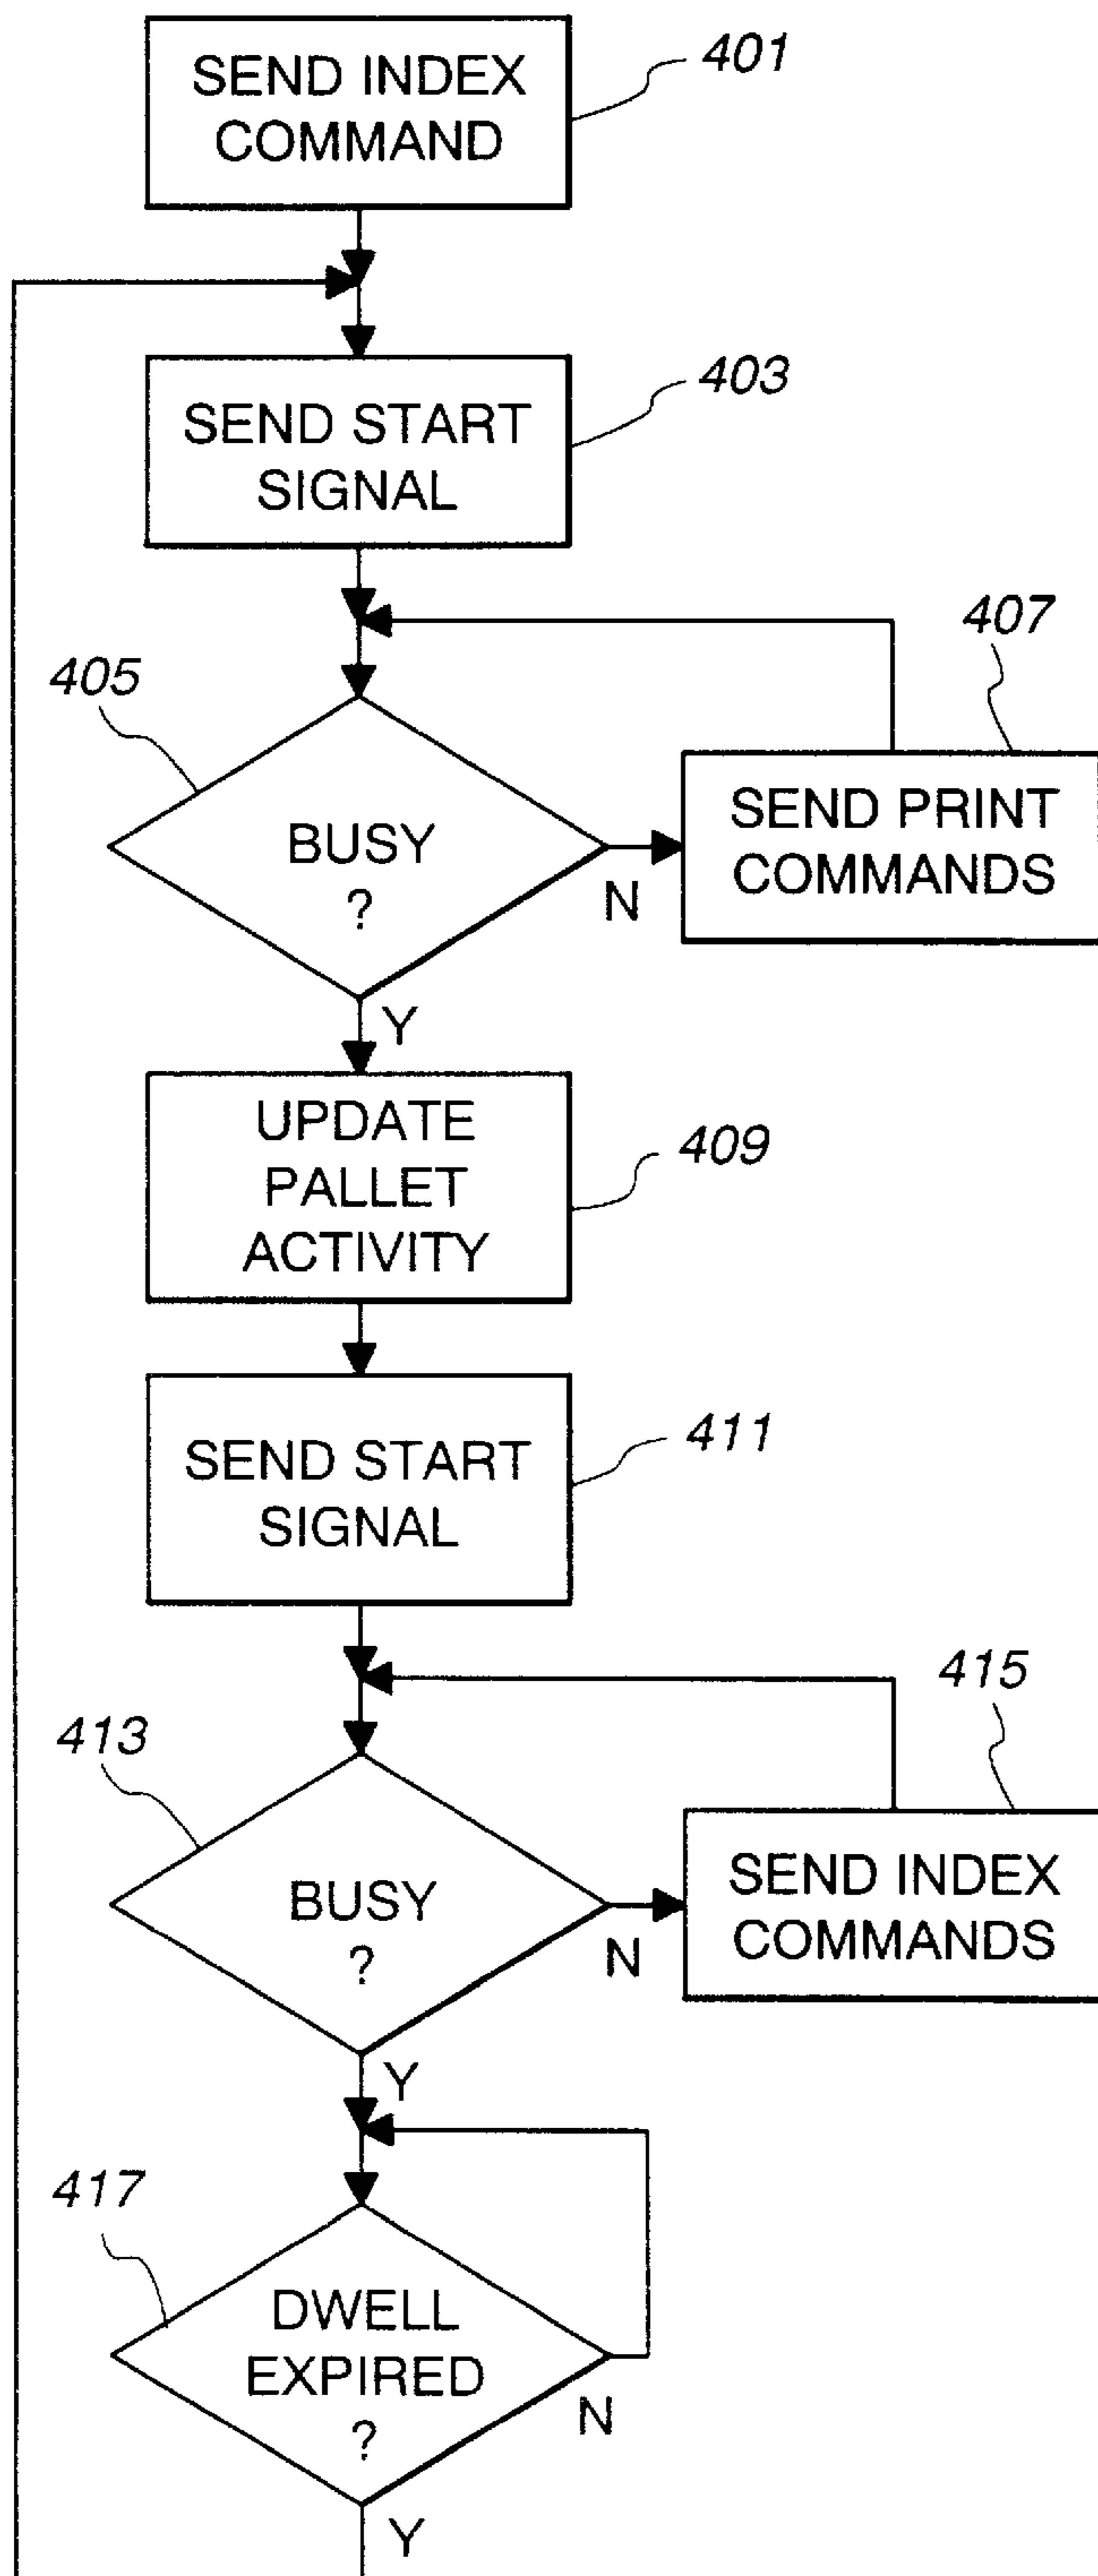 SEND INDEX
COMMAND
401
SEND START
SIGNAL
403
407
405
BUSY
?
N
SEND PRINT
COMMANDS
Y
UPDATE
PALLET
ACTIVITY
409
SEND START
SIGNAL
411
415
413
BUSY
?
N
SEND INDEX
COMMANDS
Y
417
DWELL
EXPIRED
?
N
Y